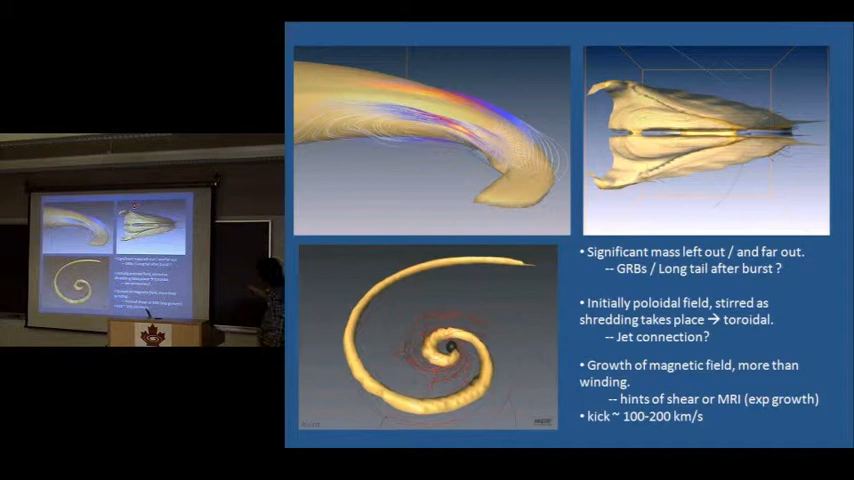 • Significant mass left out / and far out.
-- GRBs / Long tail after burst ?
• Initially poloidal field, stirred as
shredding takes place → toroidal.
-- Jet connection?
• Growth of magnetic field, more than
winding.
-- hints of shear or MRI (exp growth)
• kick ~ 100-200 km/s